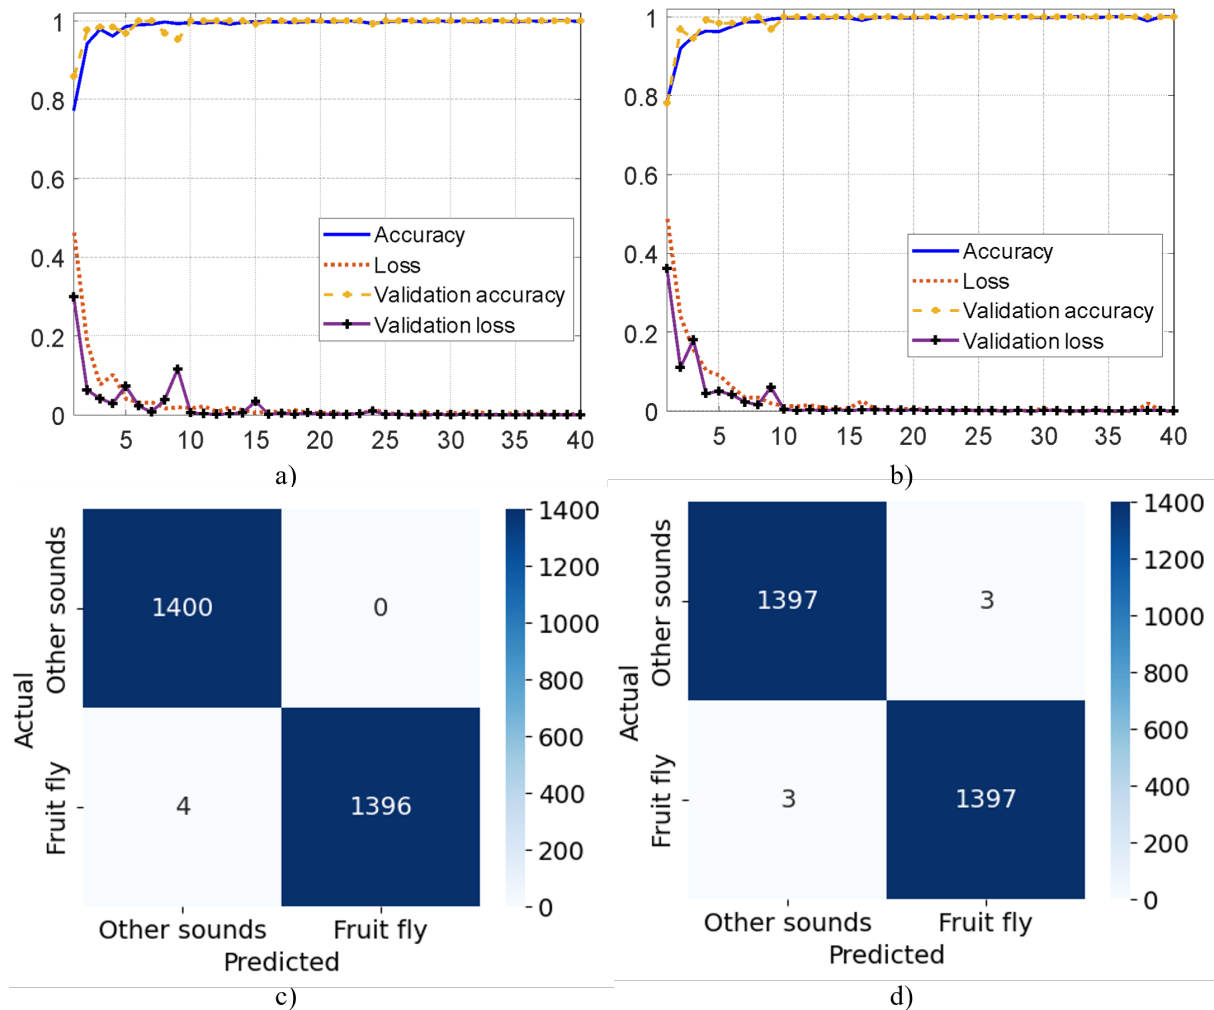 1
0.8
0.6
0.4
0.2
0
5 10 15 20 25 30 35 40
Accuracy
Loss
Validation accuracy
Validation loss
a)
1
0.8
0.6
0.4
0.2
0
5 10 15 20 25 30 35 40
Accuracy
Loss
Validation accuracy
Validation loss
b)
Actual
Other sounds
Fruit fly
1400 0
4 1396
Other sounds Fruit fly
Predicted
1400
1200
1000
800
600
400
200
0
c)
Actual
Other sounds
Fruit fly
1397 3
3 1397
Other sounds Fruit fly
Predicted
1400
1200
1000
800
600
400
200
0
d)